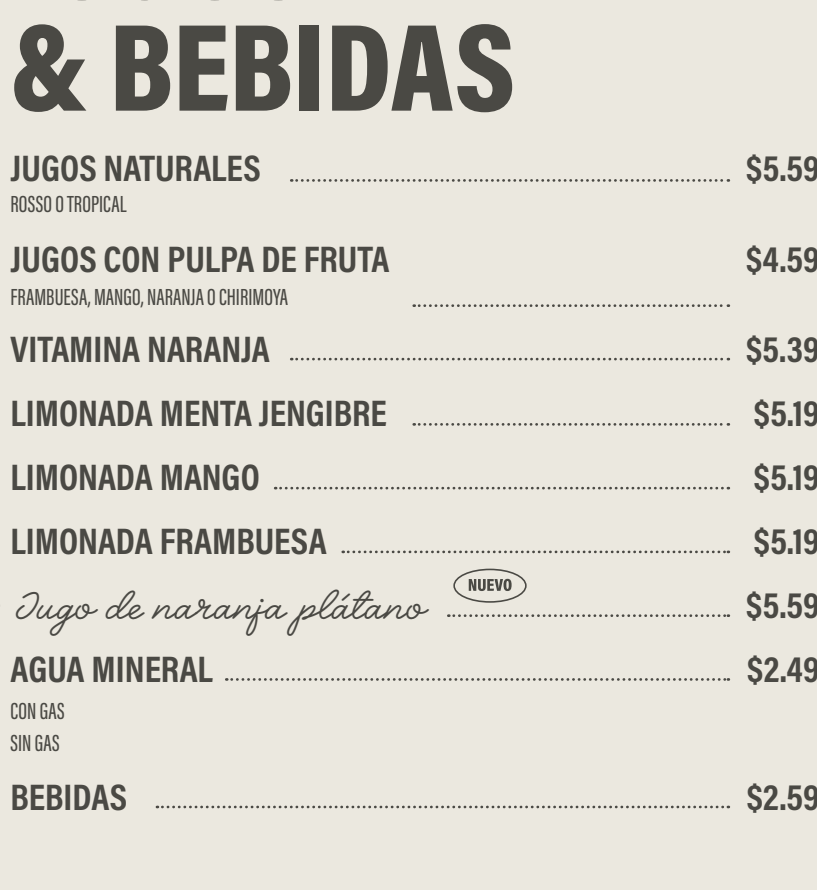 & BEBIDAS
JUGOS NATURALES $5.59
ROSSO O TROPICAL
JUGOS CON PULPA DE FRUTA $4.59
FRAMBUESA, MANGO, NARANJA O CHIRIMOYA
VITAMINA NARANJA $5.39
LIMONADA MENTA JENGIBRE $5.19
LIMONADA MANGO $5.19
LIMONADA FRAMBUESA $5.19
Jugo de naranja plátano NUEVO $5.59
AGUA MINERAL $2.49
CON GAS
SIN GAS
BEBIDAS $2.59